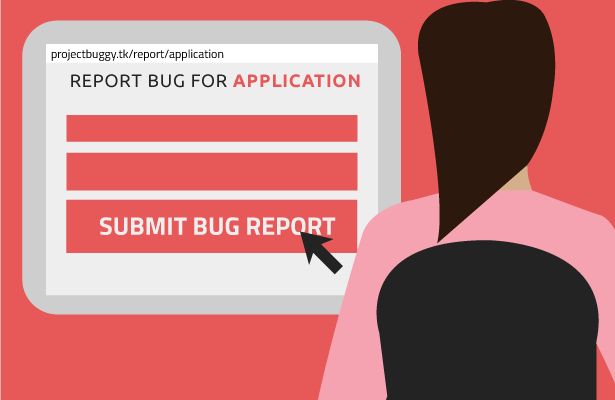 projectbuggy.tk/report/application
REPORT BUG FOR APPLICATION
SUBMIT BUG REPORT